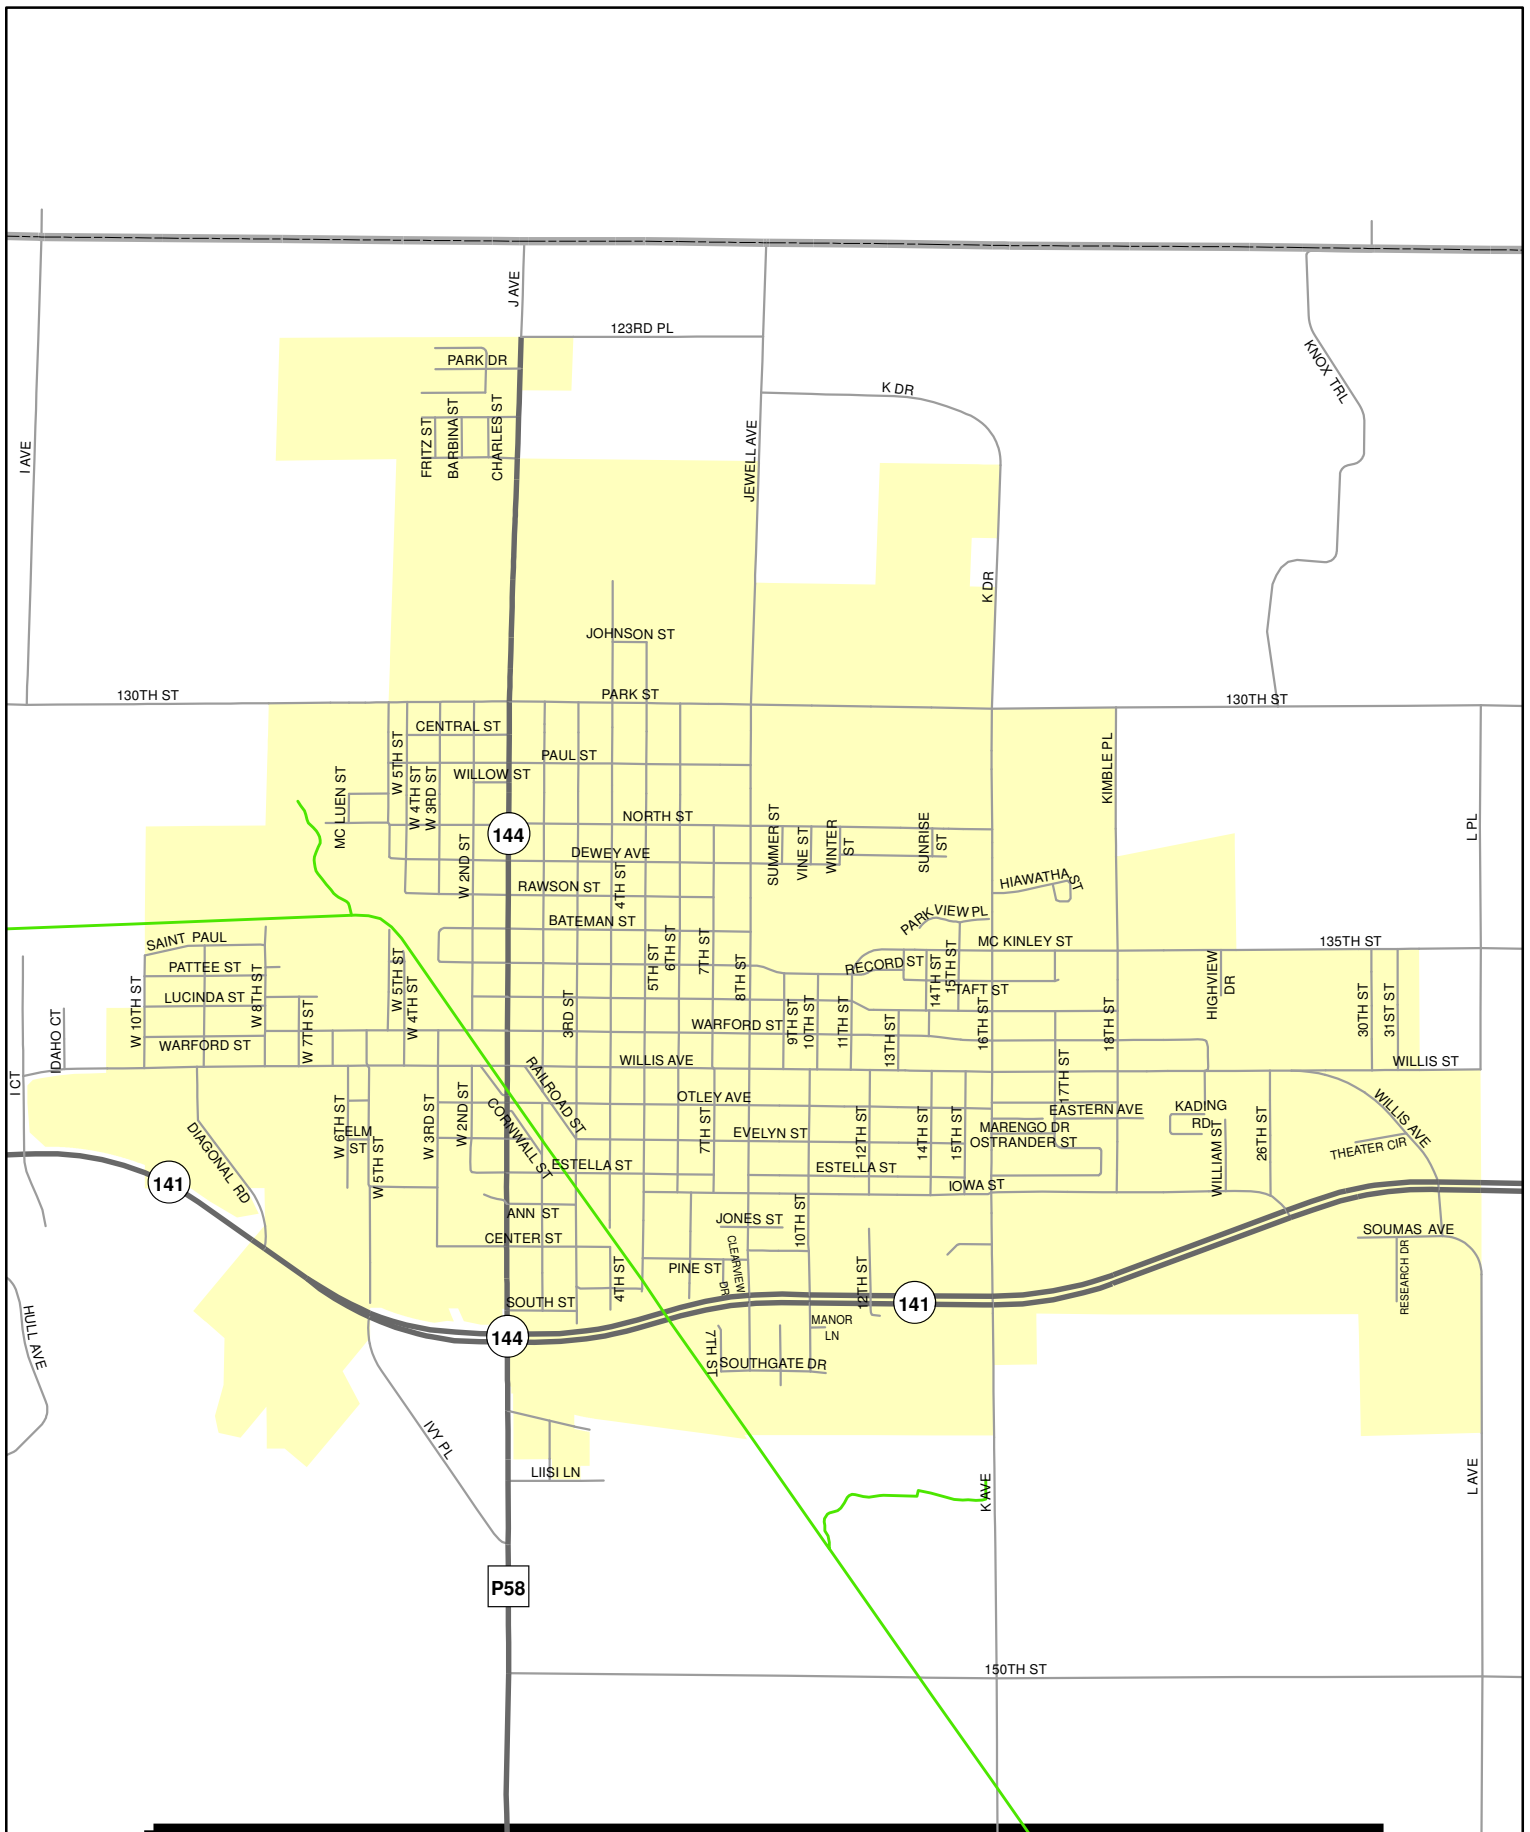 J AVE
123RD PL
KNOX TRL
PARK DR
K DR
I AVE
FRITZ ST
BARBINA ST
CHARLES ST
JEWELL AVE
K DR
JOHNSON ST
130TH ST
PARK ST
130TH ST
CENTRAL ST
PAUL ST
WILLOW ST
W 5TH ST
W 4TH ST
W 3RD ST
KIMBLE PL
MC LUEN ST
NORTH ST
144
L PL
SUMMER ST
VINE ST
WINTER
ST
SUNRISE
ST
W 2ND ST
DEWEY AVE
RAWSON ST
4TH ST
HIAWATHA
ST
BATEMAN ST
PARK VIEW PL
SAINT PAUL
MC KINLEY ST
135TH ST
PATTEE ST
RECORD ST
LUCINDA ST
TAFT ST
W 10TH ST
W 8TH ST
W 7TH ST
W 5TH ST
W 4TH ST
3RD ST
5TH ST
6TH ST
7TH ST
8TH ST
9TH ST
10TH ST
11TH ST
13TH ST
14TH ST
15TH ST
16TH ST
18TH ST
HIGHVIEW
DR
30TH ST
31ST ST
WARFORD ST
WARFORD ST
IDAHO CT
I CT
WILLIS AVE
WILLIS ST
RAILROAD ST
17TH ST
OTLEY AVE
EASTERN AVE
KADING
RD
WILLIS AVE
CORNWALL ST
DIAGONAL RD
W 6TH ST
ELM
ST
W 5TH ST
W 3RD ST
W 2ND ST
7TH ST
EVELYN ST
12TH ST
14TH ST
15TH ST
MARENGO DR
OSTRANDER ST
WILLIAM ST
26TH ST
THEATER CIR
ESTELLA ST
ESTELLA ST
IOWA ST
141
ANN ST
JONES ST
10TH ST
SOUMAS AVE
CENTER ST
CLEARVIEW
DR
PINE ST
4TH ST
12TH ST
RESEARCH DR
SOUTH ST
141
HULL AVE
144
MANOR
LN
7TH ST
SOUTHGATE DR
IVY PL
LIISI LN
K AVE
L AVE
P58
150TH ST